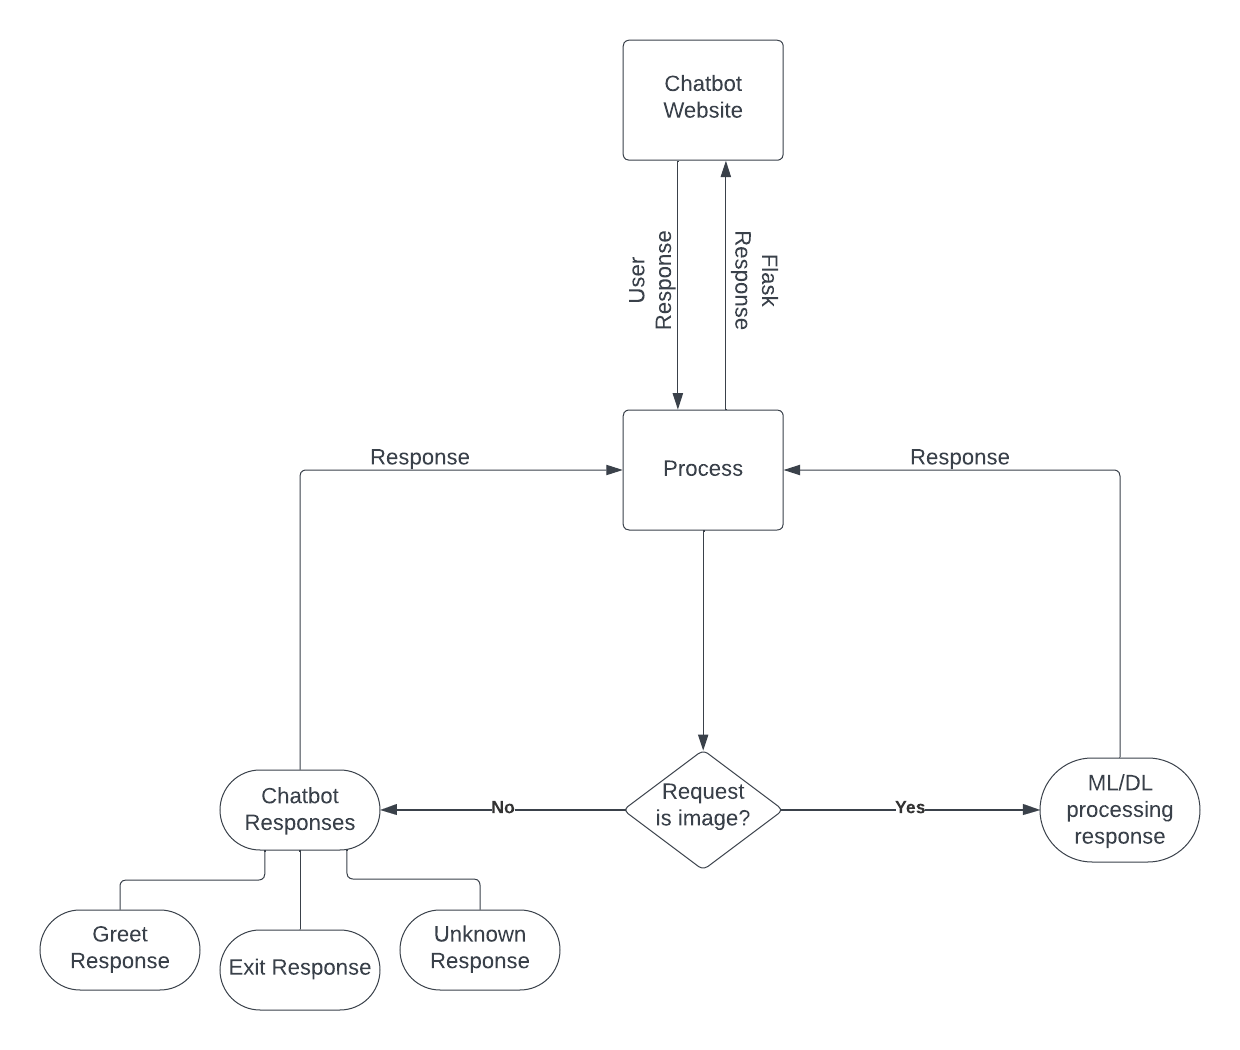 Chatbot
Website
User
Response
Flask
Response
Response
Process
Response
Request
is image?
No
Yes
Chatbot
Responses
ML/DL
processing
response
Greet
Response
Exit Response
Unknown
Response